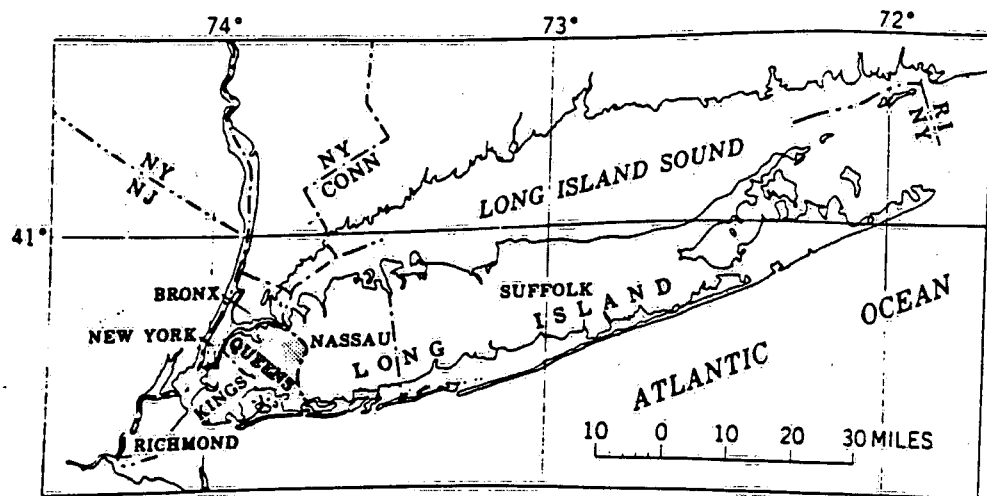 74° 73° 72°
NY
NJ
NY
CONN
RI
NY
LONG ISLAND SOUND
41°
BRONX
SUFFOLK
NEW YORK
NASSAU
LONG ISLAND
QUEENS
KINGS
RICHMOND
ATLANTIC OCEAN
10 0 10 20 30 MILES